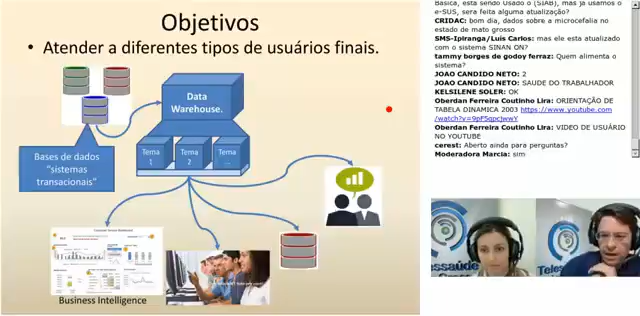 Objetivos
• Atender a diferentes tipos de usuários finais.
Data
Warehouse.
Tema
1
Tema
2
Tema
...
Bases de dados
"sistemas
transacionais"
Business Intelligence
Básica, está sendo usado o (SIAB), mas já usamos o
e-SUS, será feita alguma atualização?
CRIDAC: bom dia, dados sobre a microcefalia no
estado de mato grosso
SMS-Ipiranga/Luis Carlos: mas ele esta atualizado
com o sistema SINAN ON?
tammy borges de godoy ferraz: Quem alimenta o
sistema?
JOAO CANDIDO NETO: 2
JOAO CANDIDO NETO: SAUDE DO TRABALHADOR
KELSILENE SOLER: OK
Oberdan Ferreira Coutinho Lira: ORIENTAÇÃO DE
TABELA DINAMICA 2003 https://www.youtube.com
/watch?v=9pF5qpcjwwY
Oberdan Ferreira Coutinho Lira: VIDEO DE USUÁRIO
NO YOUTUBE
cerest: Aberto ainda para perguntas?
Moderadora Marcia: sim